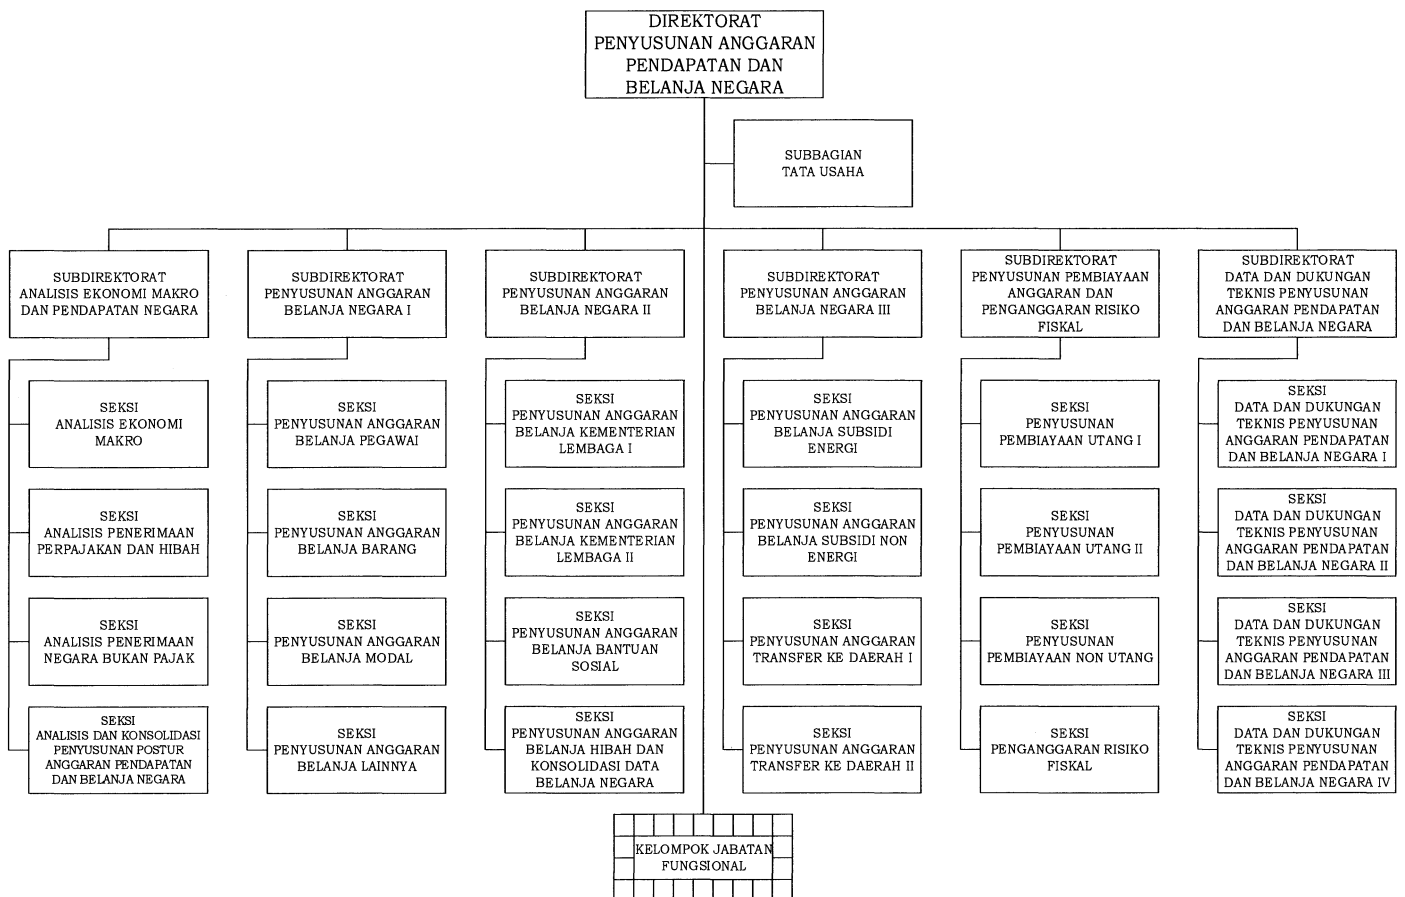 DIREKTORAT
PENYUSUNAN ANGGARAN
PENDAPATAN DAN
BELANJA NEGARA
SUBBAGIAN
TATA USAHA
SUBDIREKTORAT
ANALISIS EKONOMI MAKRO
DAN PENDAPATAN NEGARA
SUBDIREKTORAT
PENYUSUNAN ANGGARAN
BELANJA NEGARA I
SUBDIREKTORAT
PENYUSUNAN ANGGARAN
BELANJA NEGARA II
SUBDIREKTORAT
PENYUSUNAN ANGGARAN
BELANJA NEGARA III
SUBDIREKTORAT
PENYUSUNAN PEMBIAYAAN
ANGGARAN DAN
PENGANGGARAN RISIKO
FISKAL
SUBDIREKTORAT
DATA DAN DUKUNGAN
TEKNIS PENYUSUNAN
ANGGARAN PENDAPATAN
DAN BELANJA NEGARA
SEKSI
ANALISIS EKONOMI
MAKRO
SEKSI
PENYUSUNAN ANGGARAN
BELANJA PEGAWAI
SEKSI
PENYUSUNAN ANGGARAN
BELANJA KEMENTERIAN
LEMBAGA I
SEKSI
PENYUSUNAN ANGGARAN
BELANJA SUBSIDI
ENERGI
SEKSI
PENYUSUNAN
PEMBIAYAAN UTANG I
SEKSI
DATA DAN DUKUNGAN
TEKNIS PENYUSUNAN
ANGGARAN PENDAPATAN
DAN BELANJA NEGARA I
SEKSI
ANALISIS PENERIMAAN
PERPAJAKAN DAN HIBAH
SEKSI
PENYUSUNAN ANGGARAN
BELANJA BARANG
SEKSI
PENYUSUNAN ANGGARAN
BELANJA KEMENTERIAN
LEMBAGA II
SEKSI
PENYUSUNAN ANGGARAN
BELANJA SUBSIDI NON
ENERGI
SEKSI
PENYUSUNAN
PEMBIAYAAN UTANG II
SEKSI
DATA DAN DUKUNGAN
TEKNIS PENYUSUNAN
ANGGARAN PENDAPATAN
DAN BELANJA NEGARA II
SEKSI
ANALISIS PENERIMAAN
NEGARA BUKAN PAJAK
SEKSI
PENYUSUNAN ANGGARAN
BELANJA MODAL
SEKSI
PENYUSUNAN ANGGARAN
BELANJA BANTUAN
SOSIAL
SEKSI
PENYUSUNAN ANGGARAN
TRANSFER KE DAERAH I
SEKSI
PENYUSUNAN
PEMBIAYAAN NON UTANG
SEKSI
DATA DAN DUKUNGAN
TEKNIS PENYUSUNAN
ANGGARAN PENDAPATAN
DAN BELANJA NEGARA III
SEKSI
ANALISIS DAN KONSOLIDASI
PENYUSUNAN POSTUR
ANGGARAN PENDAPATAN
DAN BELANJA NEGARA
SEKSI
PENYUSUNAN ANGGARAN
BELANJA LAINNYA
SEKSI
PENYUSUNAN ANGGARAN
BELANJA HIBAH DAN
KONSOLIDASI DATA
BELANJA NEGARA
SEKSI
PENYUSUNAN ANGGARAN
TRANSFER KE DAERAH II
SEKSI
PENGANGGARAN RISIKO
FISKAL
SEKSI
DATA DAN DUKUNGAN
TEKNIS PENYUSUNAN
ANGGARAN PENDAPATAN
DAN BELANJA NEGARA IV
KELOMPOK JABATAN
FUNGSIONAL